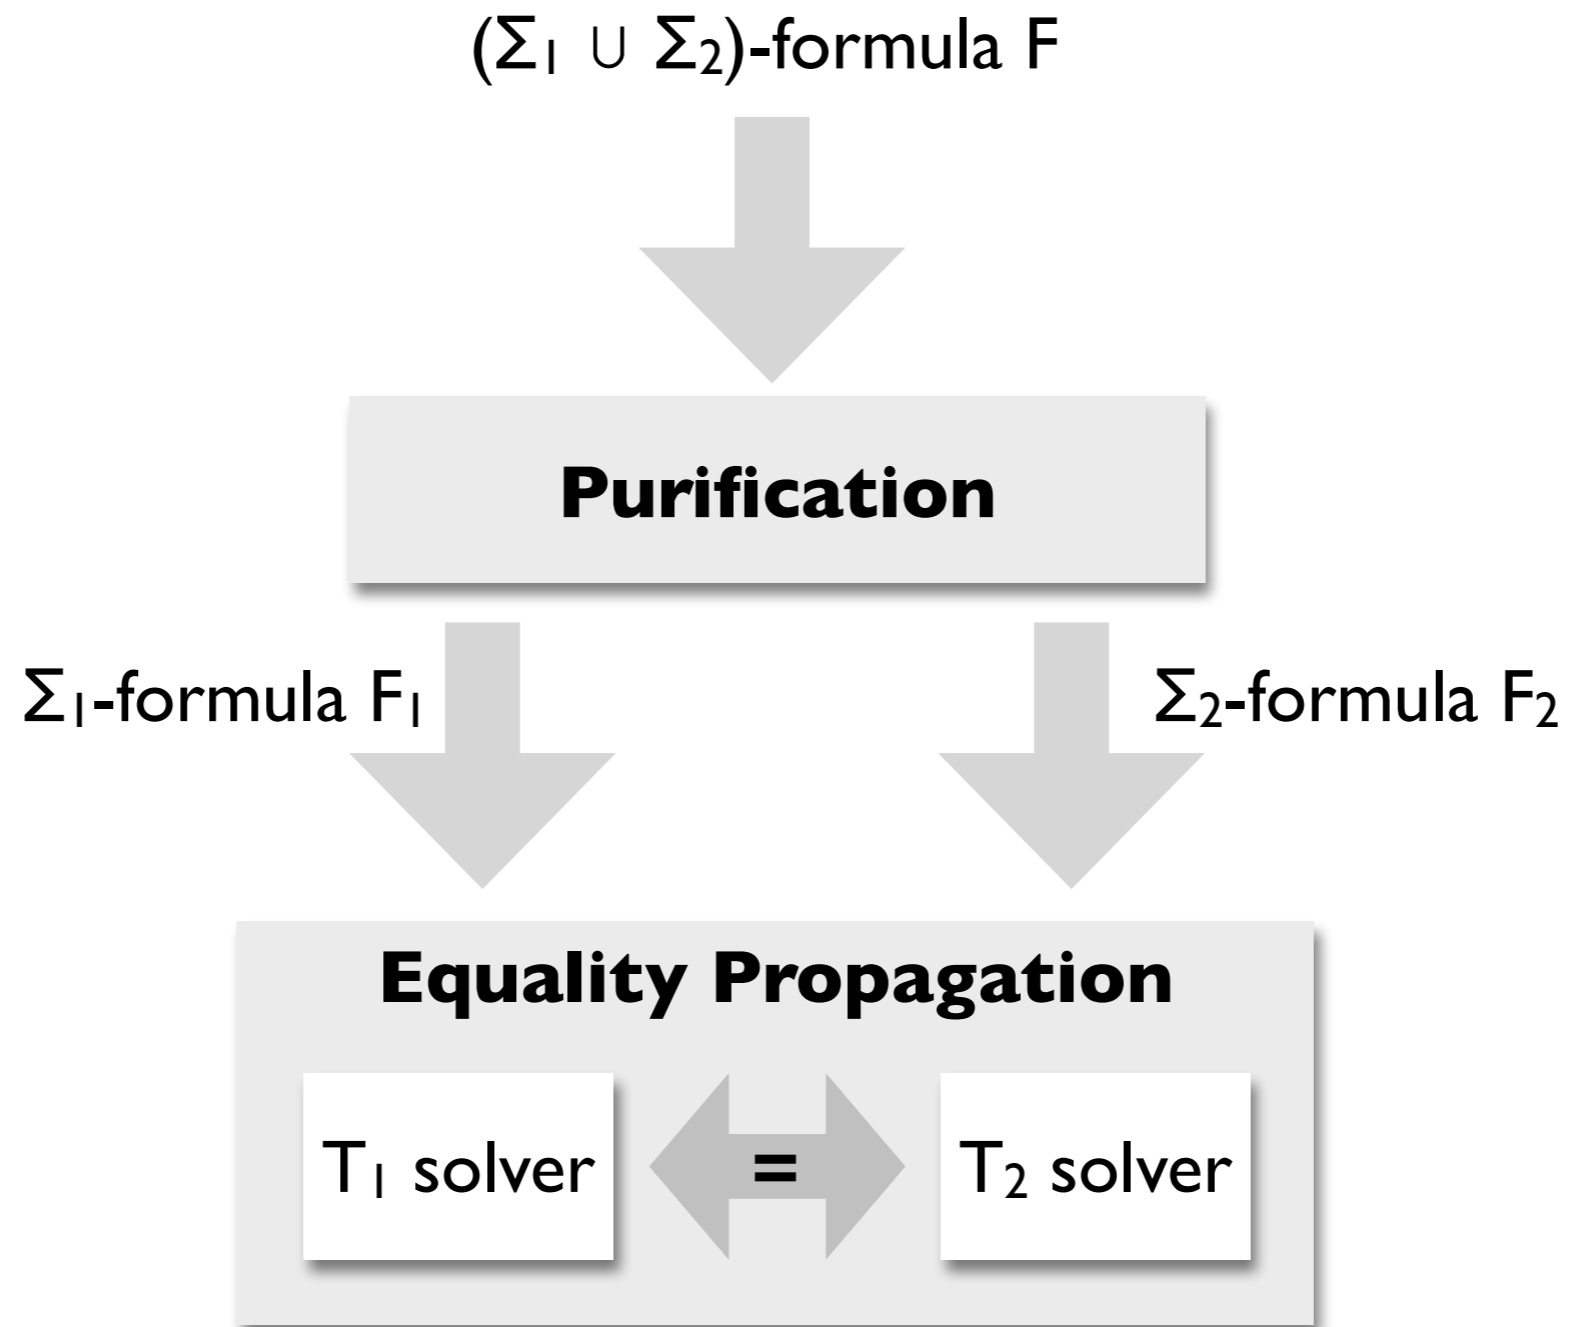 (Σ₁ ∪ Σ₂)-formula F
Purification
Σ₁-formula F₁
Σ₂-formula F₂
Equality Propagation
T₁ solver
=
T₂ solver